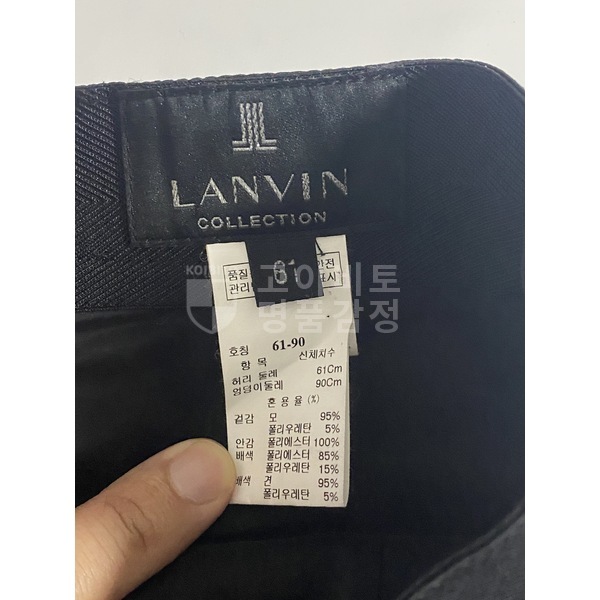 LANVIN
COLLECTION
61
품질
관리
안전
표시
KOI
고이비토
명품감정
호칭 61-90
항 목 신체치수
허리 둘레 61Cm
엉덩이둘레 90Cm
혼 용 율 (%)
겉감 모 95%
폴리우레탄 5%
안감 폴리에스터 100%
배색 폴리에스터 85%
폴리우레탄 15%
배색 견 95%
폴리우레탄 5%